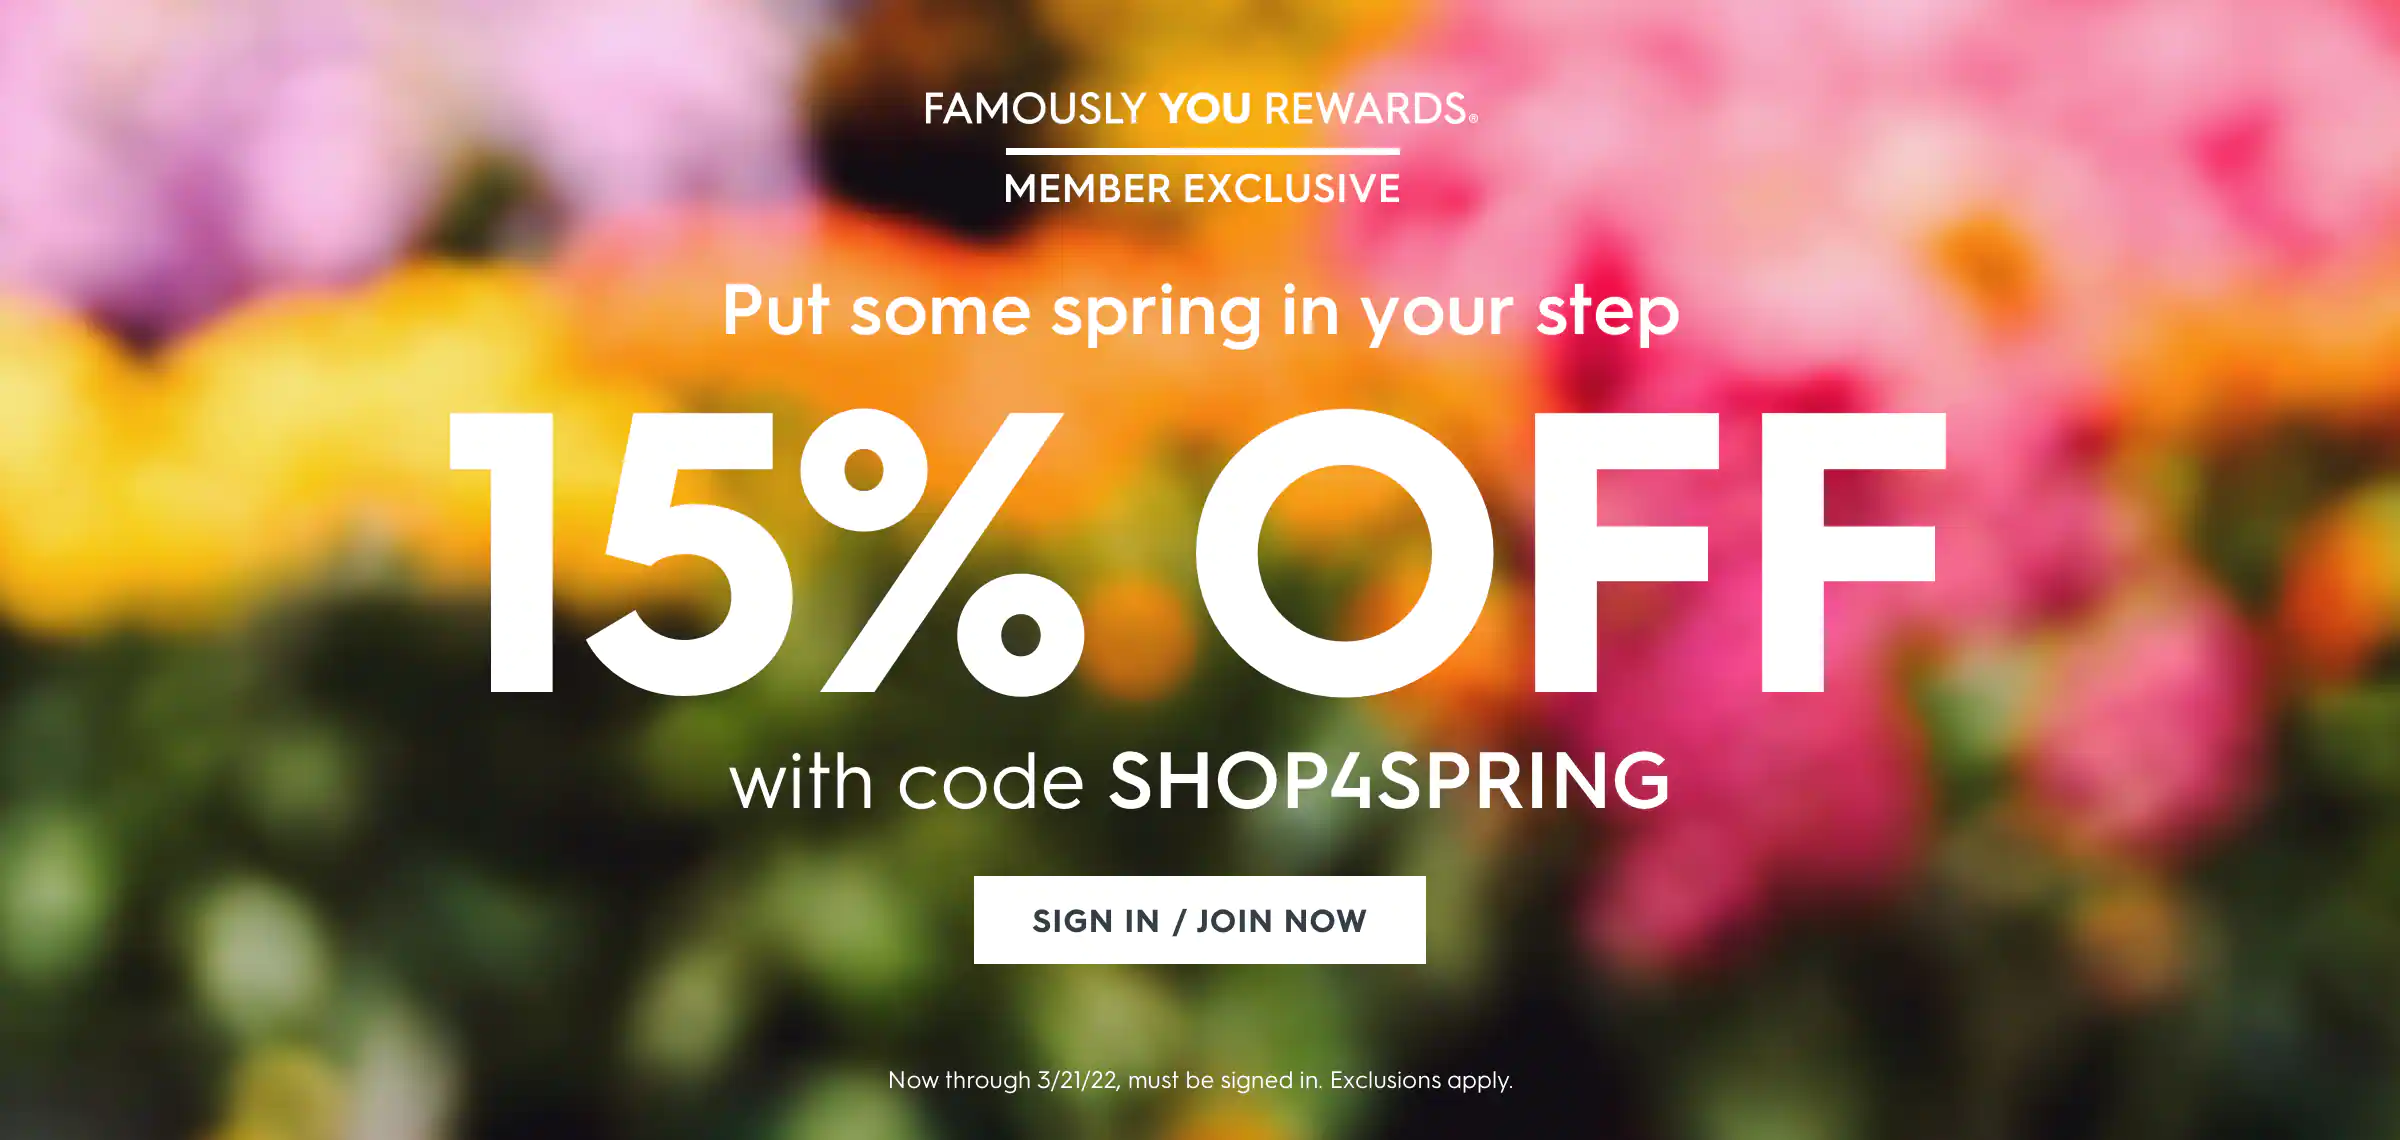 FAMOUSLY YOU REWARDS®
MEMBER EXCLUSIVE
Put some spring in your step
15% OFF
with code SHOP4SPRING
SIGN IN / JOIN NOW
Now through 3/21/22, must be signed in. Exclusions apply.